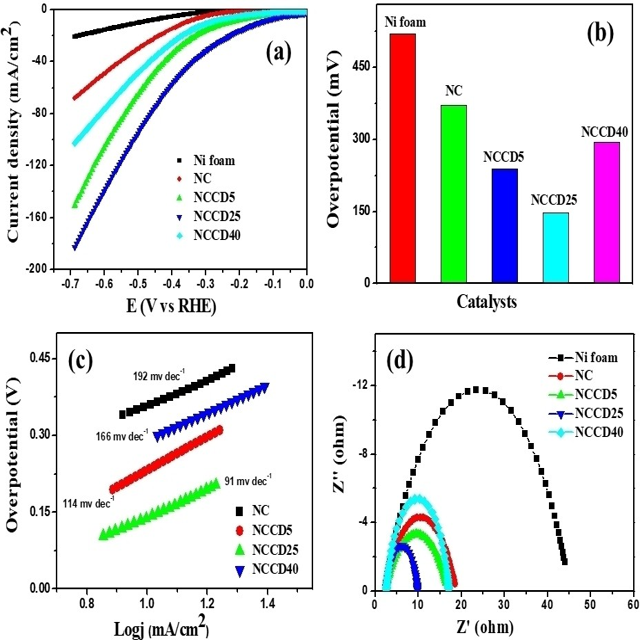 0
-40
-80
-120
-160
-200
-0.7 -0.6 -0.5 -0.4 -0.3 -0.2 -0.1 0.0
Current density (mA/cm²)
E (V vs RHE)
(a)
Ni foam
NC
NCCD5
NCCD25
NCCD40
(b)
Ni foam
NC
NCCD5
NCCD25
NCCD40
450
300
150
0
Overpotential (mV)
Catalysts
(c)
0.45
0.30
0.15
0.00
0.8 1.0 1.2 1.4
Overpotential (V)
Logj (mA/cm²)
192 mv dec⁻¹
166 mv dec⁻¹
114 mv dec⁻¹
91 mv dec⁻¹
NC
NCCD5
NCCD25
NCCD40
(d)
Ni foam
NC
NCCD5
NCCD25
NCCD40
-12
-8
-4
0
0 10 20 30 40 50 60
Z'' (ohm)
Z' (ohm)